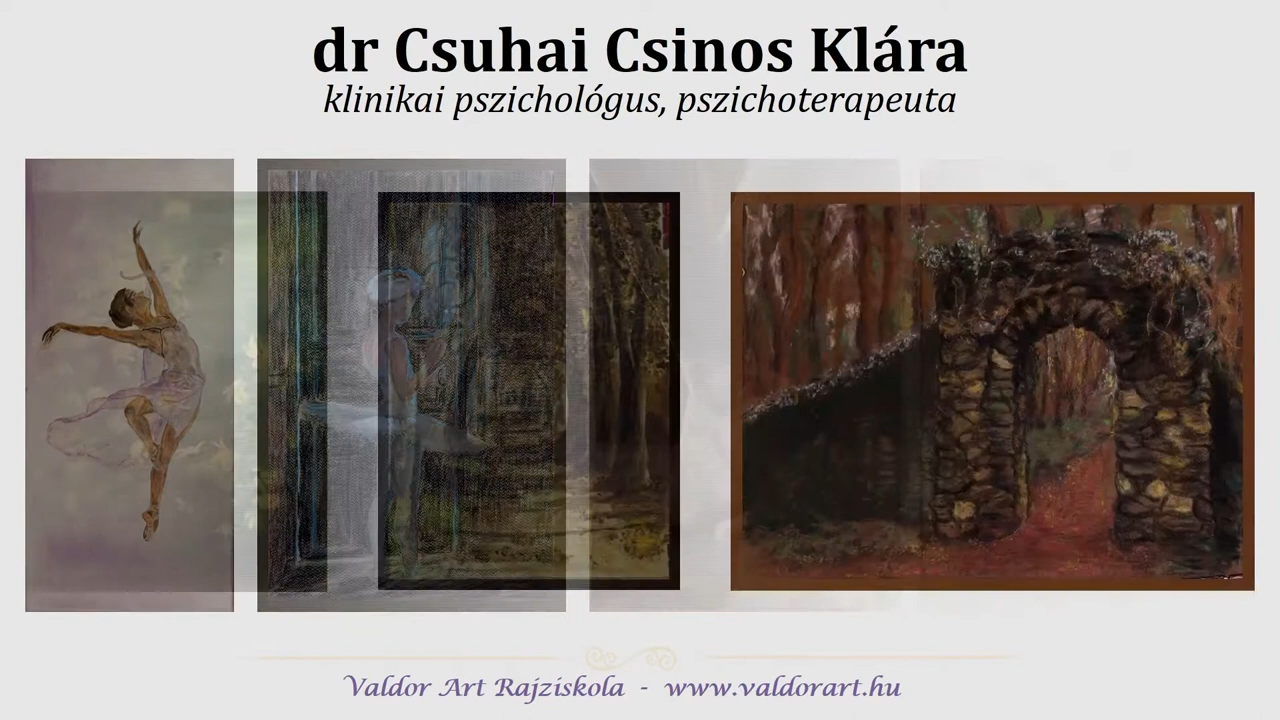 dr Csuhai Csinos Klára
klinikai pszichológus, pszichoterapeuta
Valdor Art Rajziskola - www.valdorart.hu